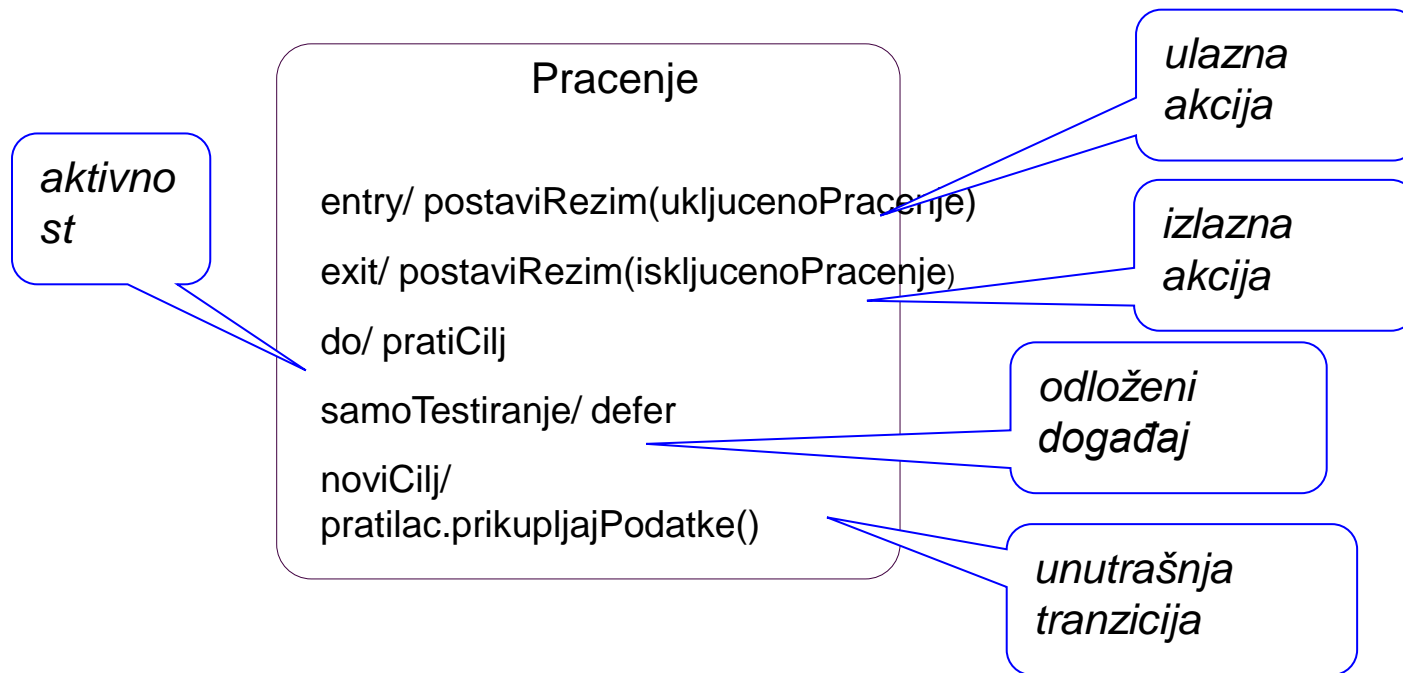 Pracenje
entry/ postaviRezim(ukljucenoPracenje)
exit/ postaviRezim(iskljucenoPracenje)
do/ pratiCilj
samoTestiranje/ defer
noviCilj/
pratilac.prikupljajPodatke()
aktivno
st
ulazna
akcija
izlazna
akcija
odloženi
događaj
unutrašnja
tranzicija